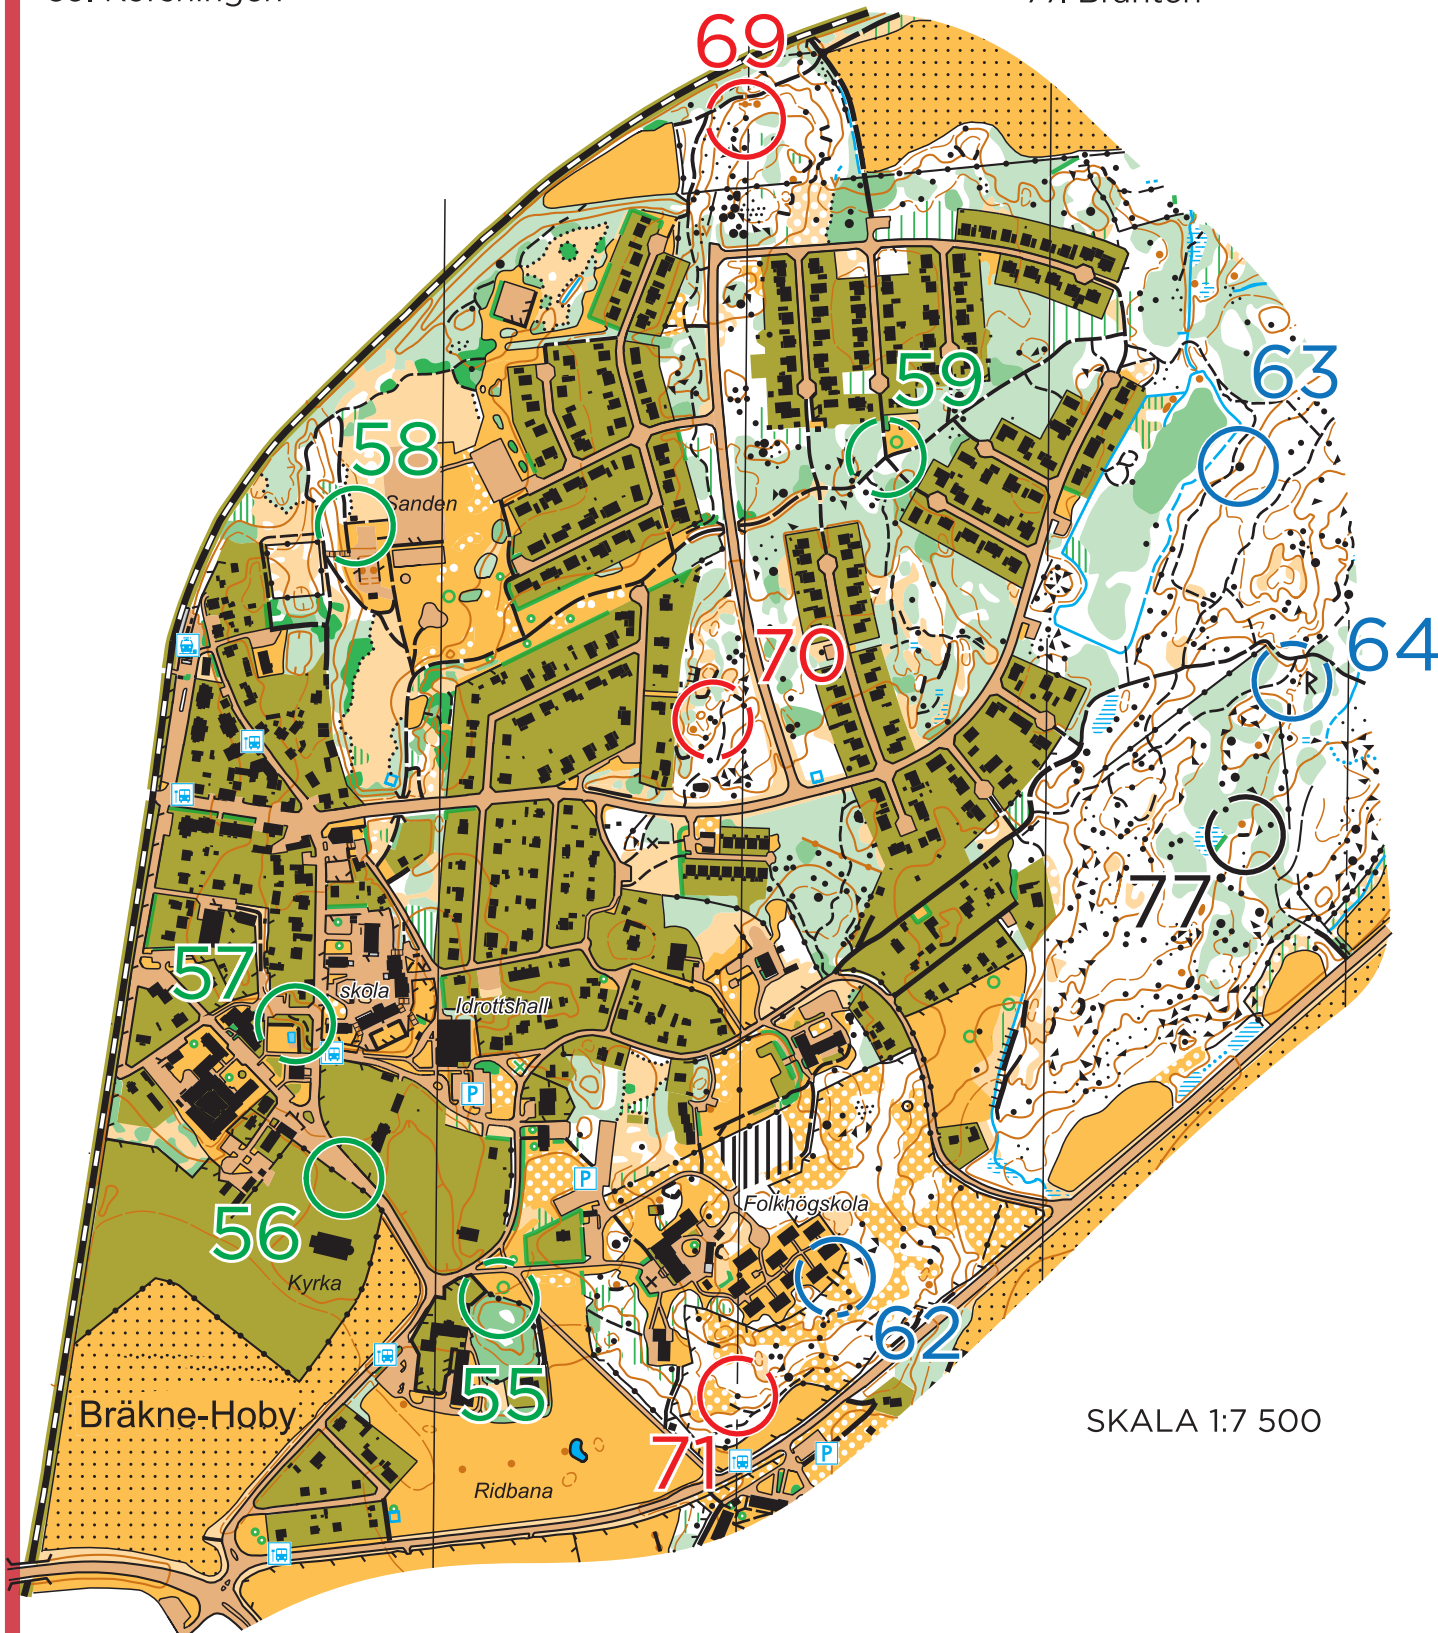 69
63
59
58
Sanden
64
70
77
57
skola
Idrottshall
P
P
Folkhögskola
56
Kyrka
62
55
Bräkne-Hoby
SKALA 1:7 500
71
P
Ridbana